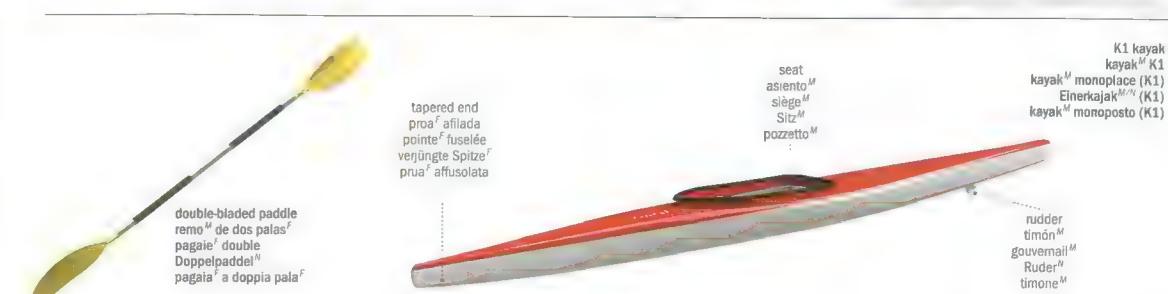 K1 kayak
kayakᴹ K1
kayakᴹ monoplace (K1)
Einerkajakᴹ/ᴺ (K1)
kayakᴹ monoposto (K1)
seat
asientoᴹ
siègeᴹ
Sitzᴹ
pozzettoᴹ
tapered end
proaᶠ afilada
pointeᶠ fuselée
verjüngte Spitzeᶠ
pruaᶠ affusolata
double-bladed paddle
remoᴹ de dos palasᶠ
pagaieᶠ double
Doppelpaddelᴺ
pagaiaᶠ a doppia palaᶠ
rudder
timónᴹ
gouvernailᴹ
Ruderᴺ
timoneᴹ